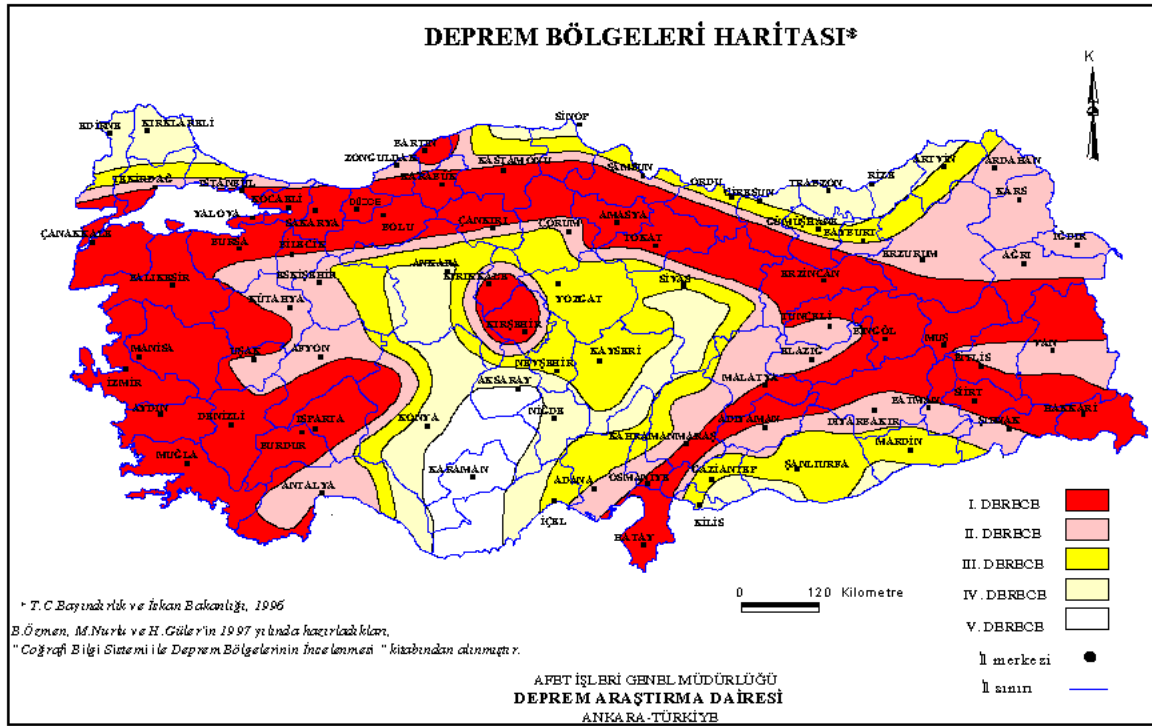 DEPREM BÖLGELERİ HARİTASI*
K
SİNOP
EDİRNE
KIRKLARELİ
BARTIN
ZONGULDAK
KASTAMONU
SAMSUN
ARTVİN
ARDAHAN
TEKİRDAĞ
İSTANBUL
KARABÜK
ORDU
GİRESUN
TRABZON
RİZE
KARS
YALOVA
KOCAELİ
SAKARYA
DÜZCE
BOLU
ÇANKIRI
ÇORUM
AMASYA
TOKAT
GÜMÜŞHANE
BAYBURT
ÇANAKKALE
BURSA
BİLECİK
ERZURUM
IĞDIR
AĞRI
BALIKESİR
ESKİŞEHİR
ANKARA
KIRIKKALE
YOZGAT
SİVAS
ERZİNCAN
KÜTAHYA
KIRŞEHİR
TUNCELİ
BİNGÖL
MUŞ
MANİSA
UŞAK
AFYON
NEVŞEHİR
KAYSERİ
ELAZIĞ
BİTLİS
VAN
İZMİR
AKSARAY
MALATYA
AYDIN
DENİZLİ
ISPARTA
KONYA
NİĞDE
ADIYAMAN
DİYARBAKIR
BATMAN
SİİRT
ŞIRNAK
HAKKARİ
BURDUR
KAHRAMANMARAŞ
MARDİN
MUĞLA
ANTALYA
KARAMAN
ADANA
OSMANİYE
GAZİANTEP
ŞANLIURFA
İÇEL
KİLİS
HATAY
I. DERECE
II. DERECE
III. DERECE
IV. DERECE
V. DERECE
İl merkezi
İl sınırı
0 120 Kilometre
* T.C.Bayındırlık ve İskan Bakanlığı, 1996
B.Özmen, M.Nurlu ve H.Güler'in 1997 yılında hazırladıkları,
" Coğrafi Bilgi Sistemi ile Deprem Bölgelerinin İncelenmesi " kitabından alınmıştır.
AFET İŞLERİ GENEL MÜDÜRLÜĞÜ
DEPREM ARAŞTIRMA DAİRESİ
ANKARA-TÜRKİYE